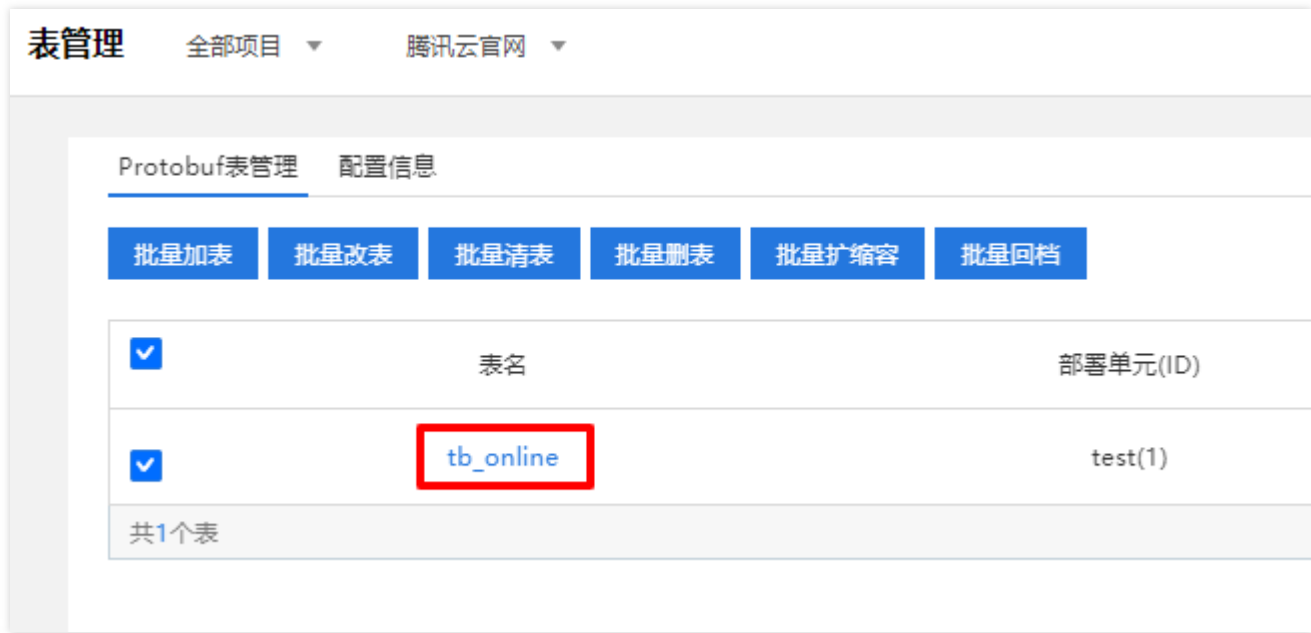 表管理 全部项目 腾讯云官网
Protobuf表管理 配置信息
批量加表 批量改表 批量清表 批量删表 批量扩缩容 批量回档
表名 部署单元(ID)
tb_online test(1)
共1个表